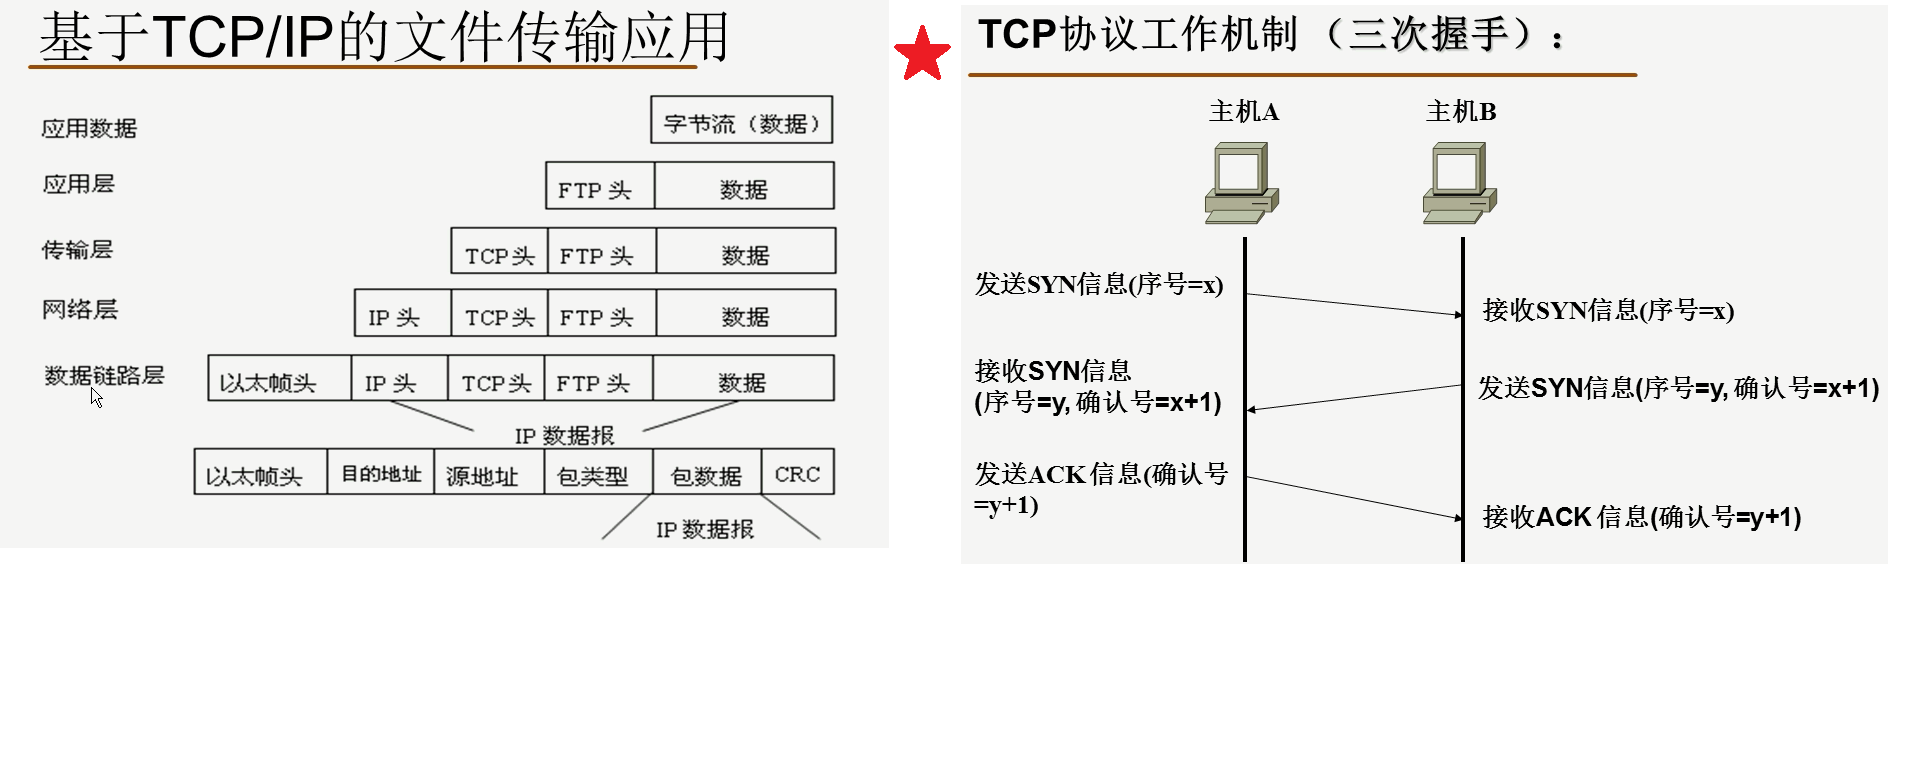 基于TCP/IP的文件传输应用
应用数据
字节流（数据）
应用层
FTP 头
数据
传输层
TCP头
FTP 头
数据
网络层
IP 头
TCP头
FTP 头
数据
数据链路层
以太帧头
IP 头
TCP头
FTP 头
数据
IP 数据报
以太帧头
目的地址
源地址
包类型
包数据
CRC
IP 数据报
TCP协议工作机制（三次握手）：
主机A
主机B
发送SYN信息(序号=x)
接收SYN信息(序号=x)
接收SYN信息
(序号=y, 确认号=x+1)
发送SYN信息(序号=y, 确认号=x+1)
发送ACK 信息(确认号
=y+1)
接收ACK 信息(确认号=y+1)